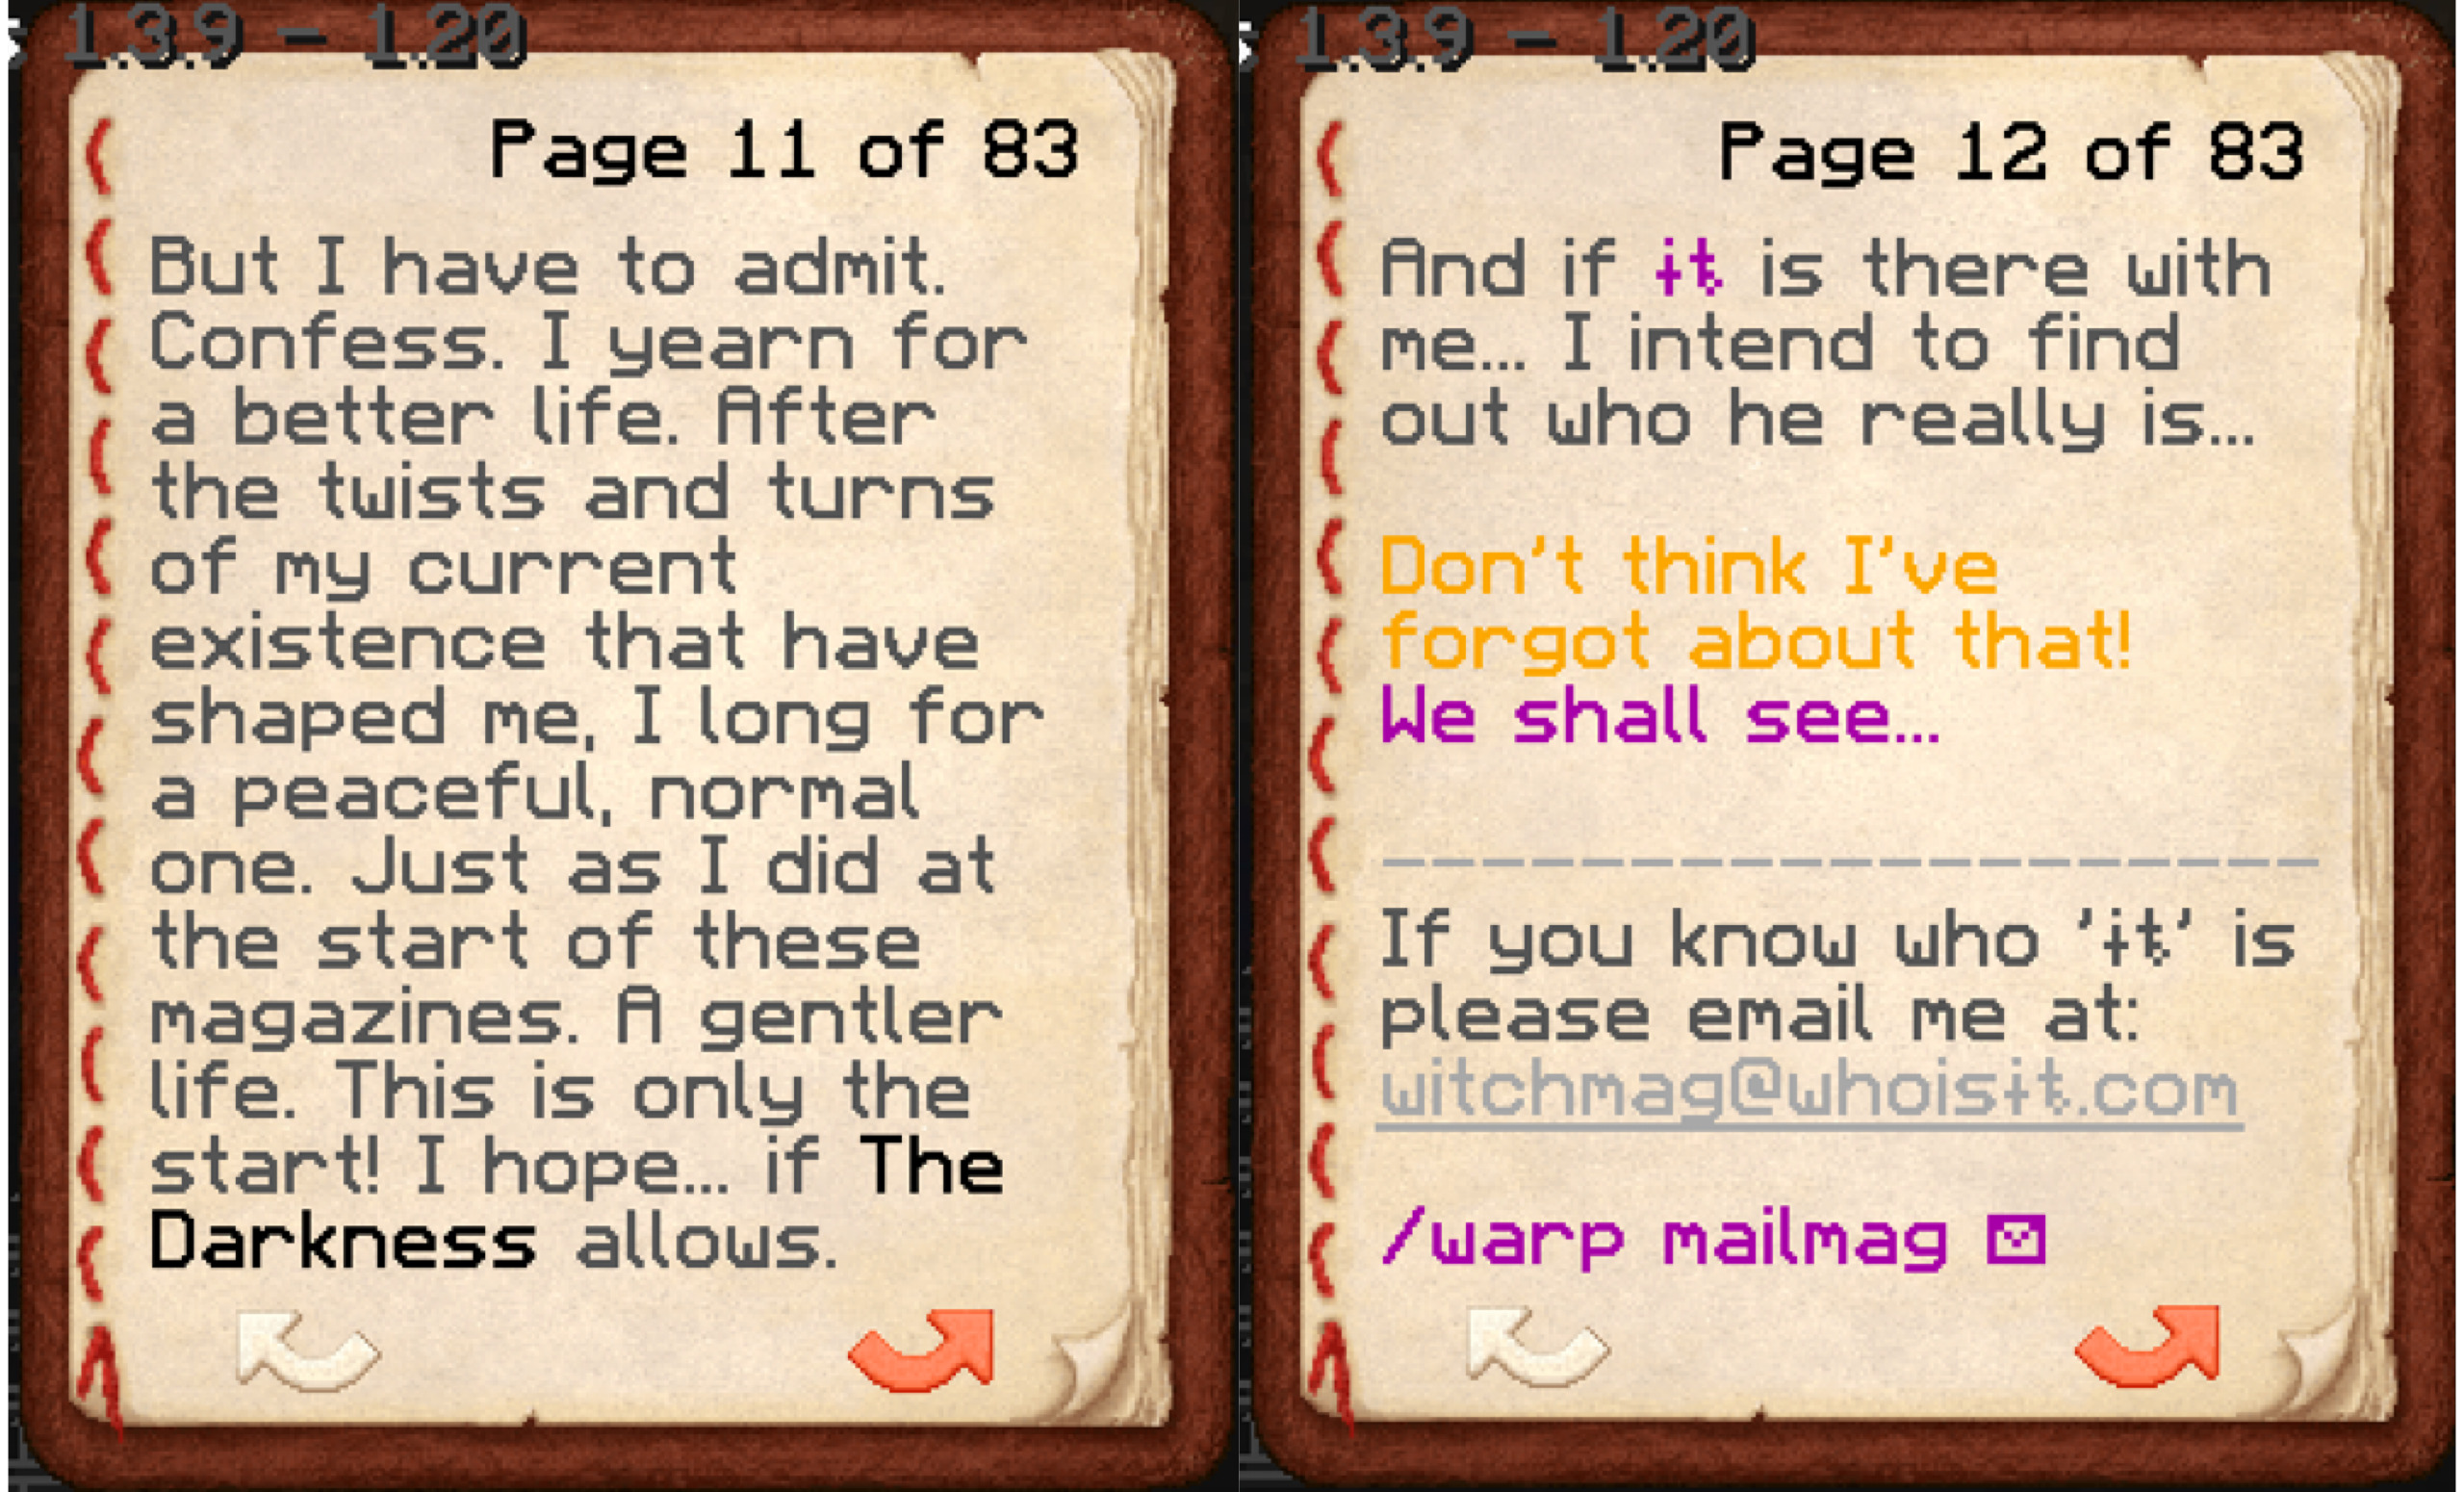 1.3.9 - 1.20
Page 11 of 83
But I have to admit.
Confess. I yearn for
a better life. After
the twists and turns
of my current
existence that have
shaped me, I long for
a peaceful, normal
one. Just as I did at
the start of these
magazines. A gentler
life. This is only the
start! I hope... if The
Darkness allows.
1.3.9 - 1.20
Page 12 of 83
And if ɨŧ is there with
me... I intend to find
out who he really is...
Don't think I've
forgot about that!
We shall see...
-------------------
If you know who 'ɨŧ' is
please email me at:
witchmag@whoisɨŧ.com
/warp mailmag